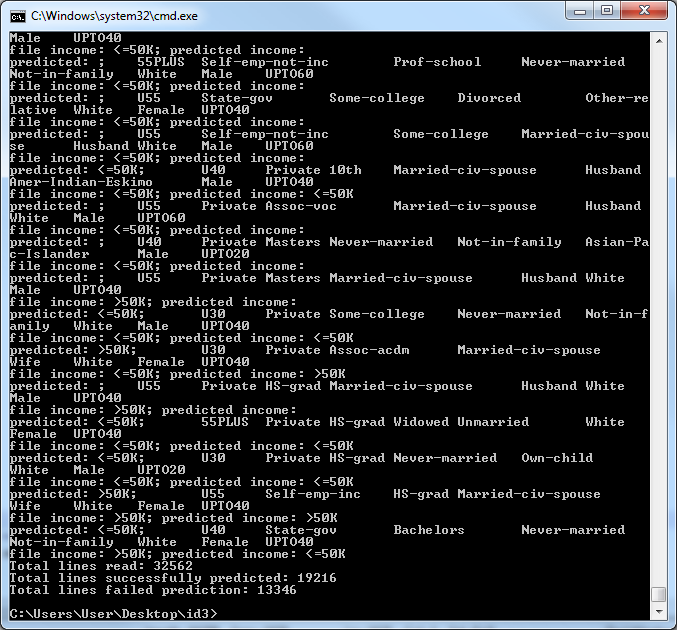 C:\Windows\system32\cmd.exe
Male UPTO40
file income: <=50K; predicted income:
predicted: ; 55PLUS Self-emp-not-inc Prof-school Never-married
Not-in-family White Male UPTO60
file income: <=50K; predicted income:
predicted: ; U55 State-gov Some-college Divorced Other-re
lative White Female UPTO40
file income: <=50K; predicted income:
predicted: ; U55 Self-emp-not-inc Some-college Married-civ-spou
se Husband White Male UPTO60
file income: <=50K; predicted income:
predicted: <=50K; U40 Private 10th Married-civ-spouse Husband
Amer-Indian-Eskimo Male UPTO40
file income: <=50K; predicted income: <=50K
predicted: ; U55 Private Assoc-voc Married-civ-spouse Husband
White Male UPTO60
file income: <=50K; predicted income:
predicted: ; U40 Private Masters Never-married Not-in-family Asian-Pa
c-Islander Male UPTO20
file income: <=50K; predicted income:
predicted: ; U55 Private Masters Married-civ-spouse Husband White
Male UPTO40
file income: >50K; predicted income:
predicted: <=50K; U30 Private Some-college Never-married Not-in-f
amily White Male UPTO40
file income: <=50K; predicted income: <=50K
predicted: >50K; U30 Private Assoc-acdm Married-civ-spouse
Wife White Female UPTO40
file income: <=50K; predicted income: >50K
predicted: ; U55 Private HS-grad Married-civ-spouse Husband White
Male UPTO40
file income: >50K; predicted income:
predicted: <=50K; 55PLUS Private HS-grad Widowed Unmarried White
Female UPTO40
file income: <=50K; predicted income: <=50K
predicted: <=50K; U30 Private HS-grad Never-married Own-child
White Male UPTO20
file income: <=50K; predicted income: <=50K
predicted: >50K; U55 Self-emp-inc HS-grad Married-civ-spouse
Wife White Female UPTO40
file income: >50K; predicted income: >50K
predicted: <=50K; U40 State-gov Bachelors Never-married
Not-in-family White Female UPTO40
file income: >50K; predicted income: <=50K
Total lines read: 32562
Total lines successfully predicted: 19216
Total lines failed prediction: 13346
C:\Users\User\Desktop\id3>